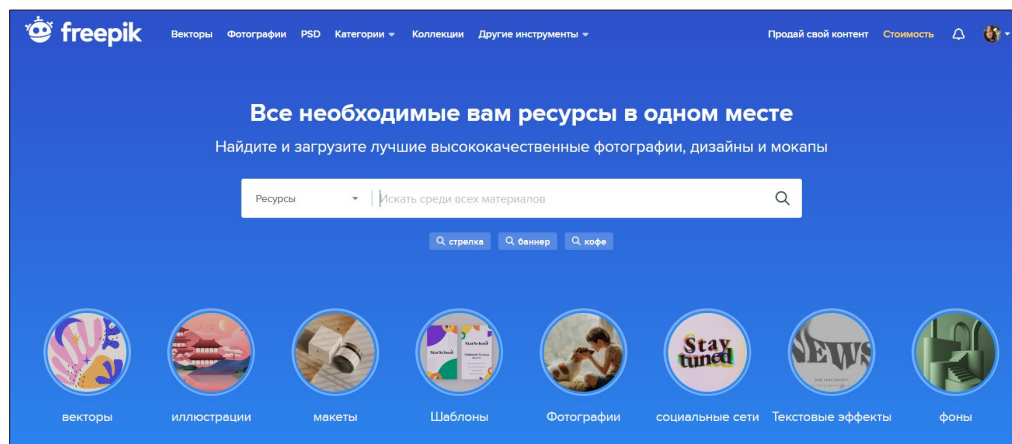 freepik Векторы Фотографии PSD Категории Коллекции Другие инструменты Продай свой контент Стоимость
Все необходимые вам ресурсы в одном месте
Найдите и загрузите лучшие высококачественные фотографии, дизайны и мокапы
Ресурсы Искать среди всех материалов
стрелка баннер кофе
Stay
tuned
NEWS
векторы иллюстрации макеты Шаблоны Фотографии социальные сети Текстовые эффекты фоны